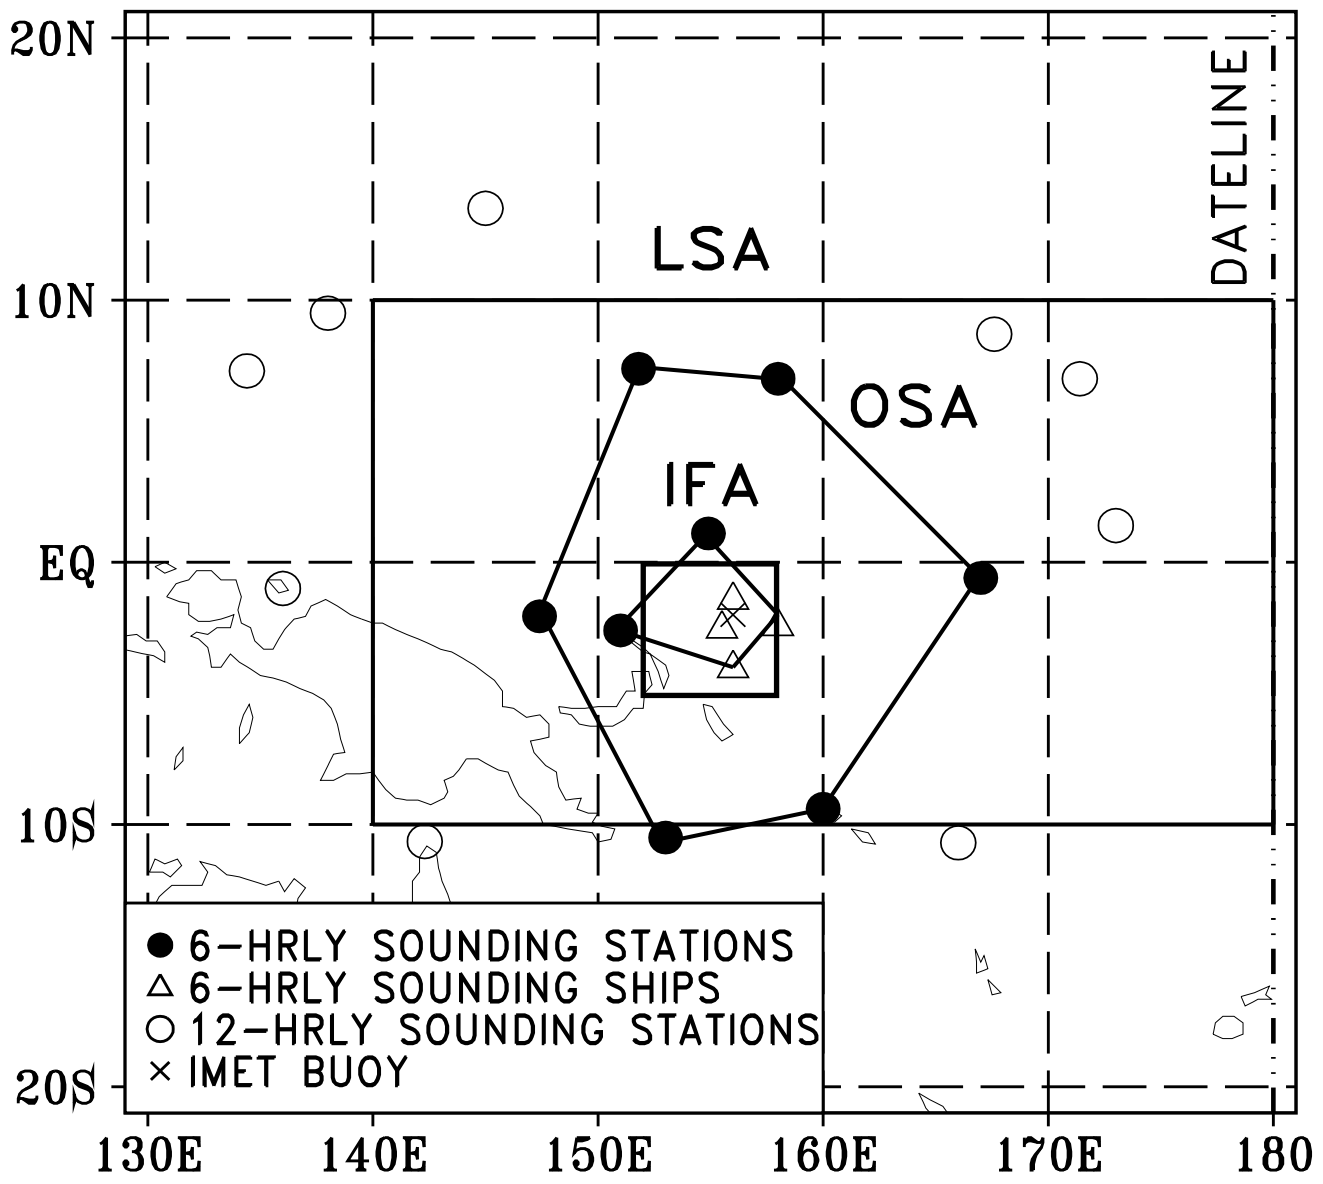 20N
DATELINE
LSA
10N
OSA
IFA
EQ
10S
6-HRLY SOUNDING STATIONS
6-HRLY SOUNDING SHIPS
12-HRLY SOUNDING STATIONS
IMET BUOY
20S
130E 140E 150E 160E 170E 180